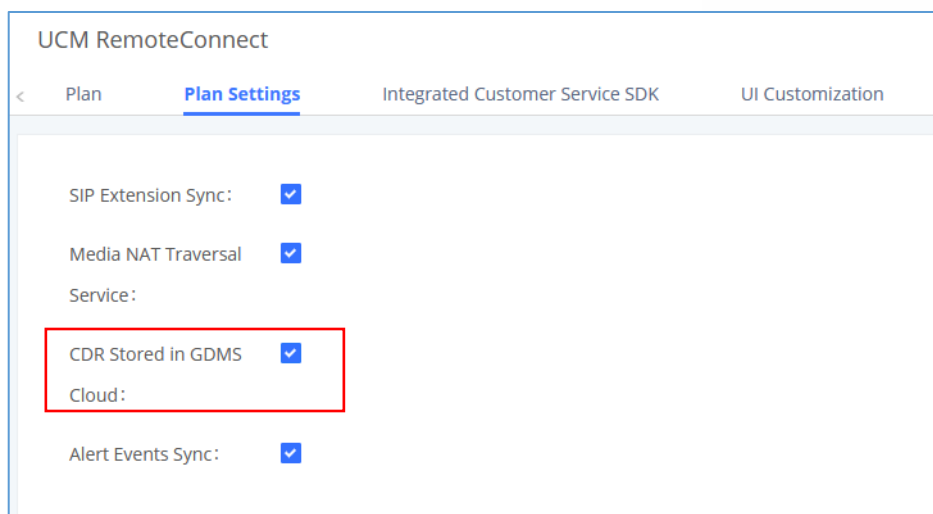 UCM RemoteConnect
< Plan Plan Settings Integrated Customer Service SDK UI Customization
SIP Extension Sync:
Media NAT Traversal
Service:
CDR Stored in GDMS
Cloud:
Alert Events Sync: